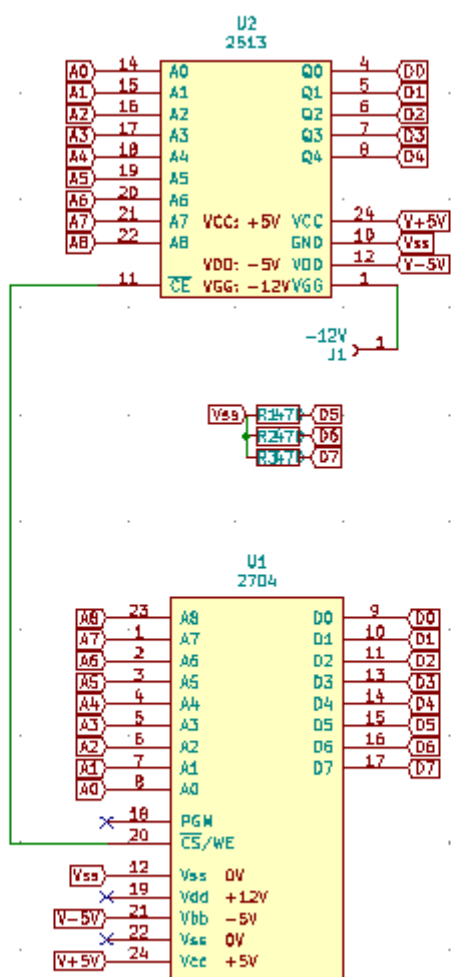 U2
2513
A0 14 A0 Q0 4 D0
A1 15 A1 Q1 5 D1
A2 16 A2 Q2 6 D2
A3 17 A3 Q3 7 D3
A4 18 A4 Q4 8 D4
A5 19 A5
A6 20 A6
A7 21 A7 VCC: +5V VCC 24 V+5V
A8 22 A8 GND 10 Vss
VDD: -5V VDD 12 V-5V
11 CE VGG: -12V VGG 1
-12V
J1 1
Vss R1 470 D5
R2 470 D6
R3 470 D7
U1
2704
A8 23 A8 D0 9 D0
A7 1 A7 D1 10 D1
A6 2 A6 D2 11 D2
A5 3 A5 D3 13 D3
A4 4 A4 D4 14 D4
A3 5 A3 D5 15 D5
A2 6 A2 D6 16 D6
A1 7 A1 D7 17 D7
A0 8 A0
18 PGM
20 CS/WE
Vss 12 Vss 0V
19 Vdd +12V
V-5V 21 Vbb -5V
22 Vss 0V
V+5V 24 Vcc +5V